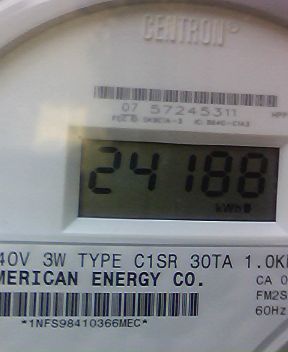 CENTRON
07 57245311
24188
kWh
40V 3W TYPE C1SR 30TA 1.0K
MERICAN ENERGY CO.
CA 0
FM2S
60Hz
*1NFS98410366MEC*